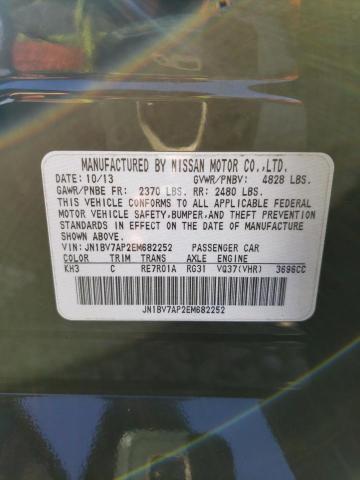 MANUFACTURED BY NISSAN MOTOR CO.,LTD.
DATE: 10/13 GVWR/PNBV: 4828 LBS.
GAWR/PNBE FR: 2370 LBS. RR: 2480 LBS.
THIS VEHICLE CONFORMS TO ALL APPLICABLE FEDERAL
MOTOR VEHICLE SAFETY,BUMPER,AND THEFT PREVENTION
STANDARDS IN EFFECT ON THE DATE OF MANUFACTURE
SHOWN ABOVE.
VIN: JN1BV7AP2EM682252 PASSENGER CAR
COLOR TRIM TRANS AXLE ENGINE
KH3 C RE7R01A RG31 VQ37(VHR) 3696CC
JN1BV7AP2EM682252